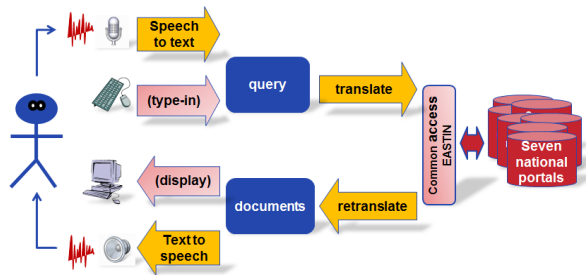 Speech
to text
(type-in)
query
translate
Common access
EASTIN
Seven
national
portals
(display)
documents
retranslate
Text to
speech